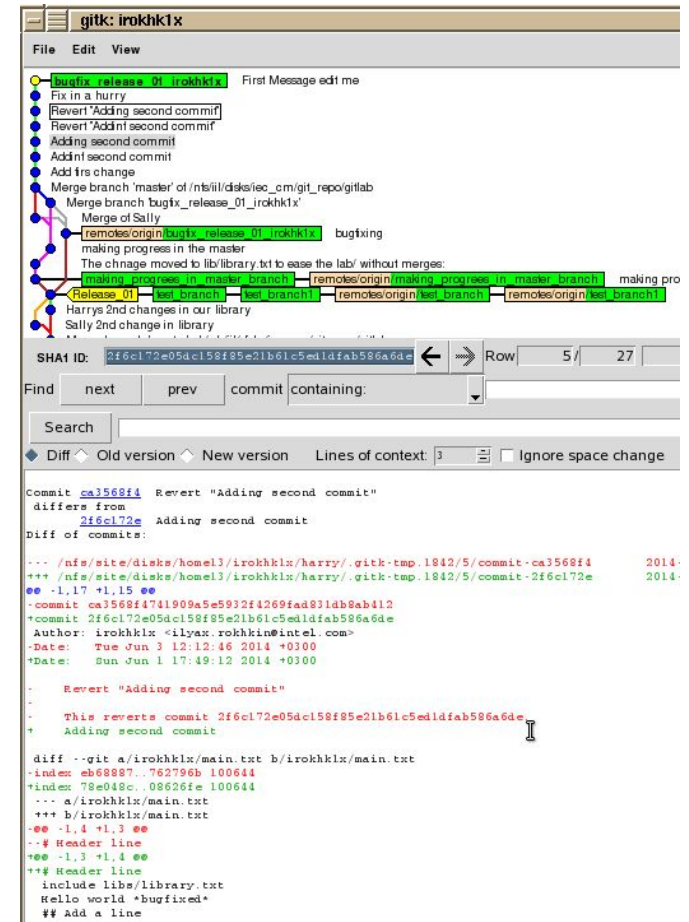 gitk: irokhk1x
File Edit View
bugfix_release_01_irokhk1x First Message edit me
Fix in a hurry
Revert "Adding second commit"
Revert "Addinf second commit"
Adding second commit
Addinf second commit
Add firs change
Merge branch 'master' of /nfs/iil/disks/iec_cm/git_repo/gitlab
Merge branch 'bugfix_release_01_irokhk1x'
Merge of Sally
remotes/origin/bugfix_release_01_irokhk1x bugfixing
making progress in the master
The chnage moved to lib/library.txt to ease the lab/ without merges:
making_progrees_in_master_branch remotes/origin/making_progrees_in_master_branch making pro
Release_01 test_branch test_branch1 remotes/origin/test_branch remotes/origin/test_branch1
Harrys 2nd changes in our library
Sally 2nd change in library
SHA1 ID: 2f6c172e05dc158f85e21b61c5ed1dfab586a6de Row 5/ 27
Find next prev commit containing:
Search
Diff Old version New version Lines of context: 3 Ignore space change
Commit ca3568f4 Revert "Adding second commit"
differs from
2f6c172e Adding second commit
Diff of commits:
--- /nfs/site/disks/home13/irokhk1x/harry/.gitk-tmp.1842/5/commit-ca3568f4 2014-
+++ /nfs/site/disks/home13/irokhk1x/harry/.gitk-tmp.1842/5/commit-2f6c172e 2014-
@@ -1,17 +1,15 @@
-commit ca3568f4741909a5e5932f4269fad831db8ab412
+commit 2f6c172e05dc158f85e21b61c5ed1dfab586a6de
Author: irokhk1x <ilyax.rokhkin@intel.com>
-Date: Tue Jun 3 12:12:46 2014 +0300
+Date: Sun Jun 1 17:49:12 2014 +0300
- Revert "Adding second commit"
-
- This reverts commit 2f6c172e05dc158f85e21b61c5ed1dfab586a6de.
+ Adding second commit
diff --git a/irokhk1x/main.txt b/irokhk1x/main.txt
-index eb68887..762796b 100644
+index 78e048c..08626fe 100644
--- a/irokhk1x/main.txt
+++ b/irokhk1x/main.txt
-@@ -1,4 +1,3 @@
--# Header line
+@@ -1,3 +1,4 @@
++# Header line
include libs/library.txt
Hello world *bugfixed*
## Add a line